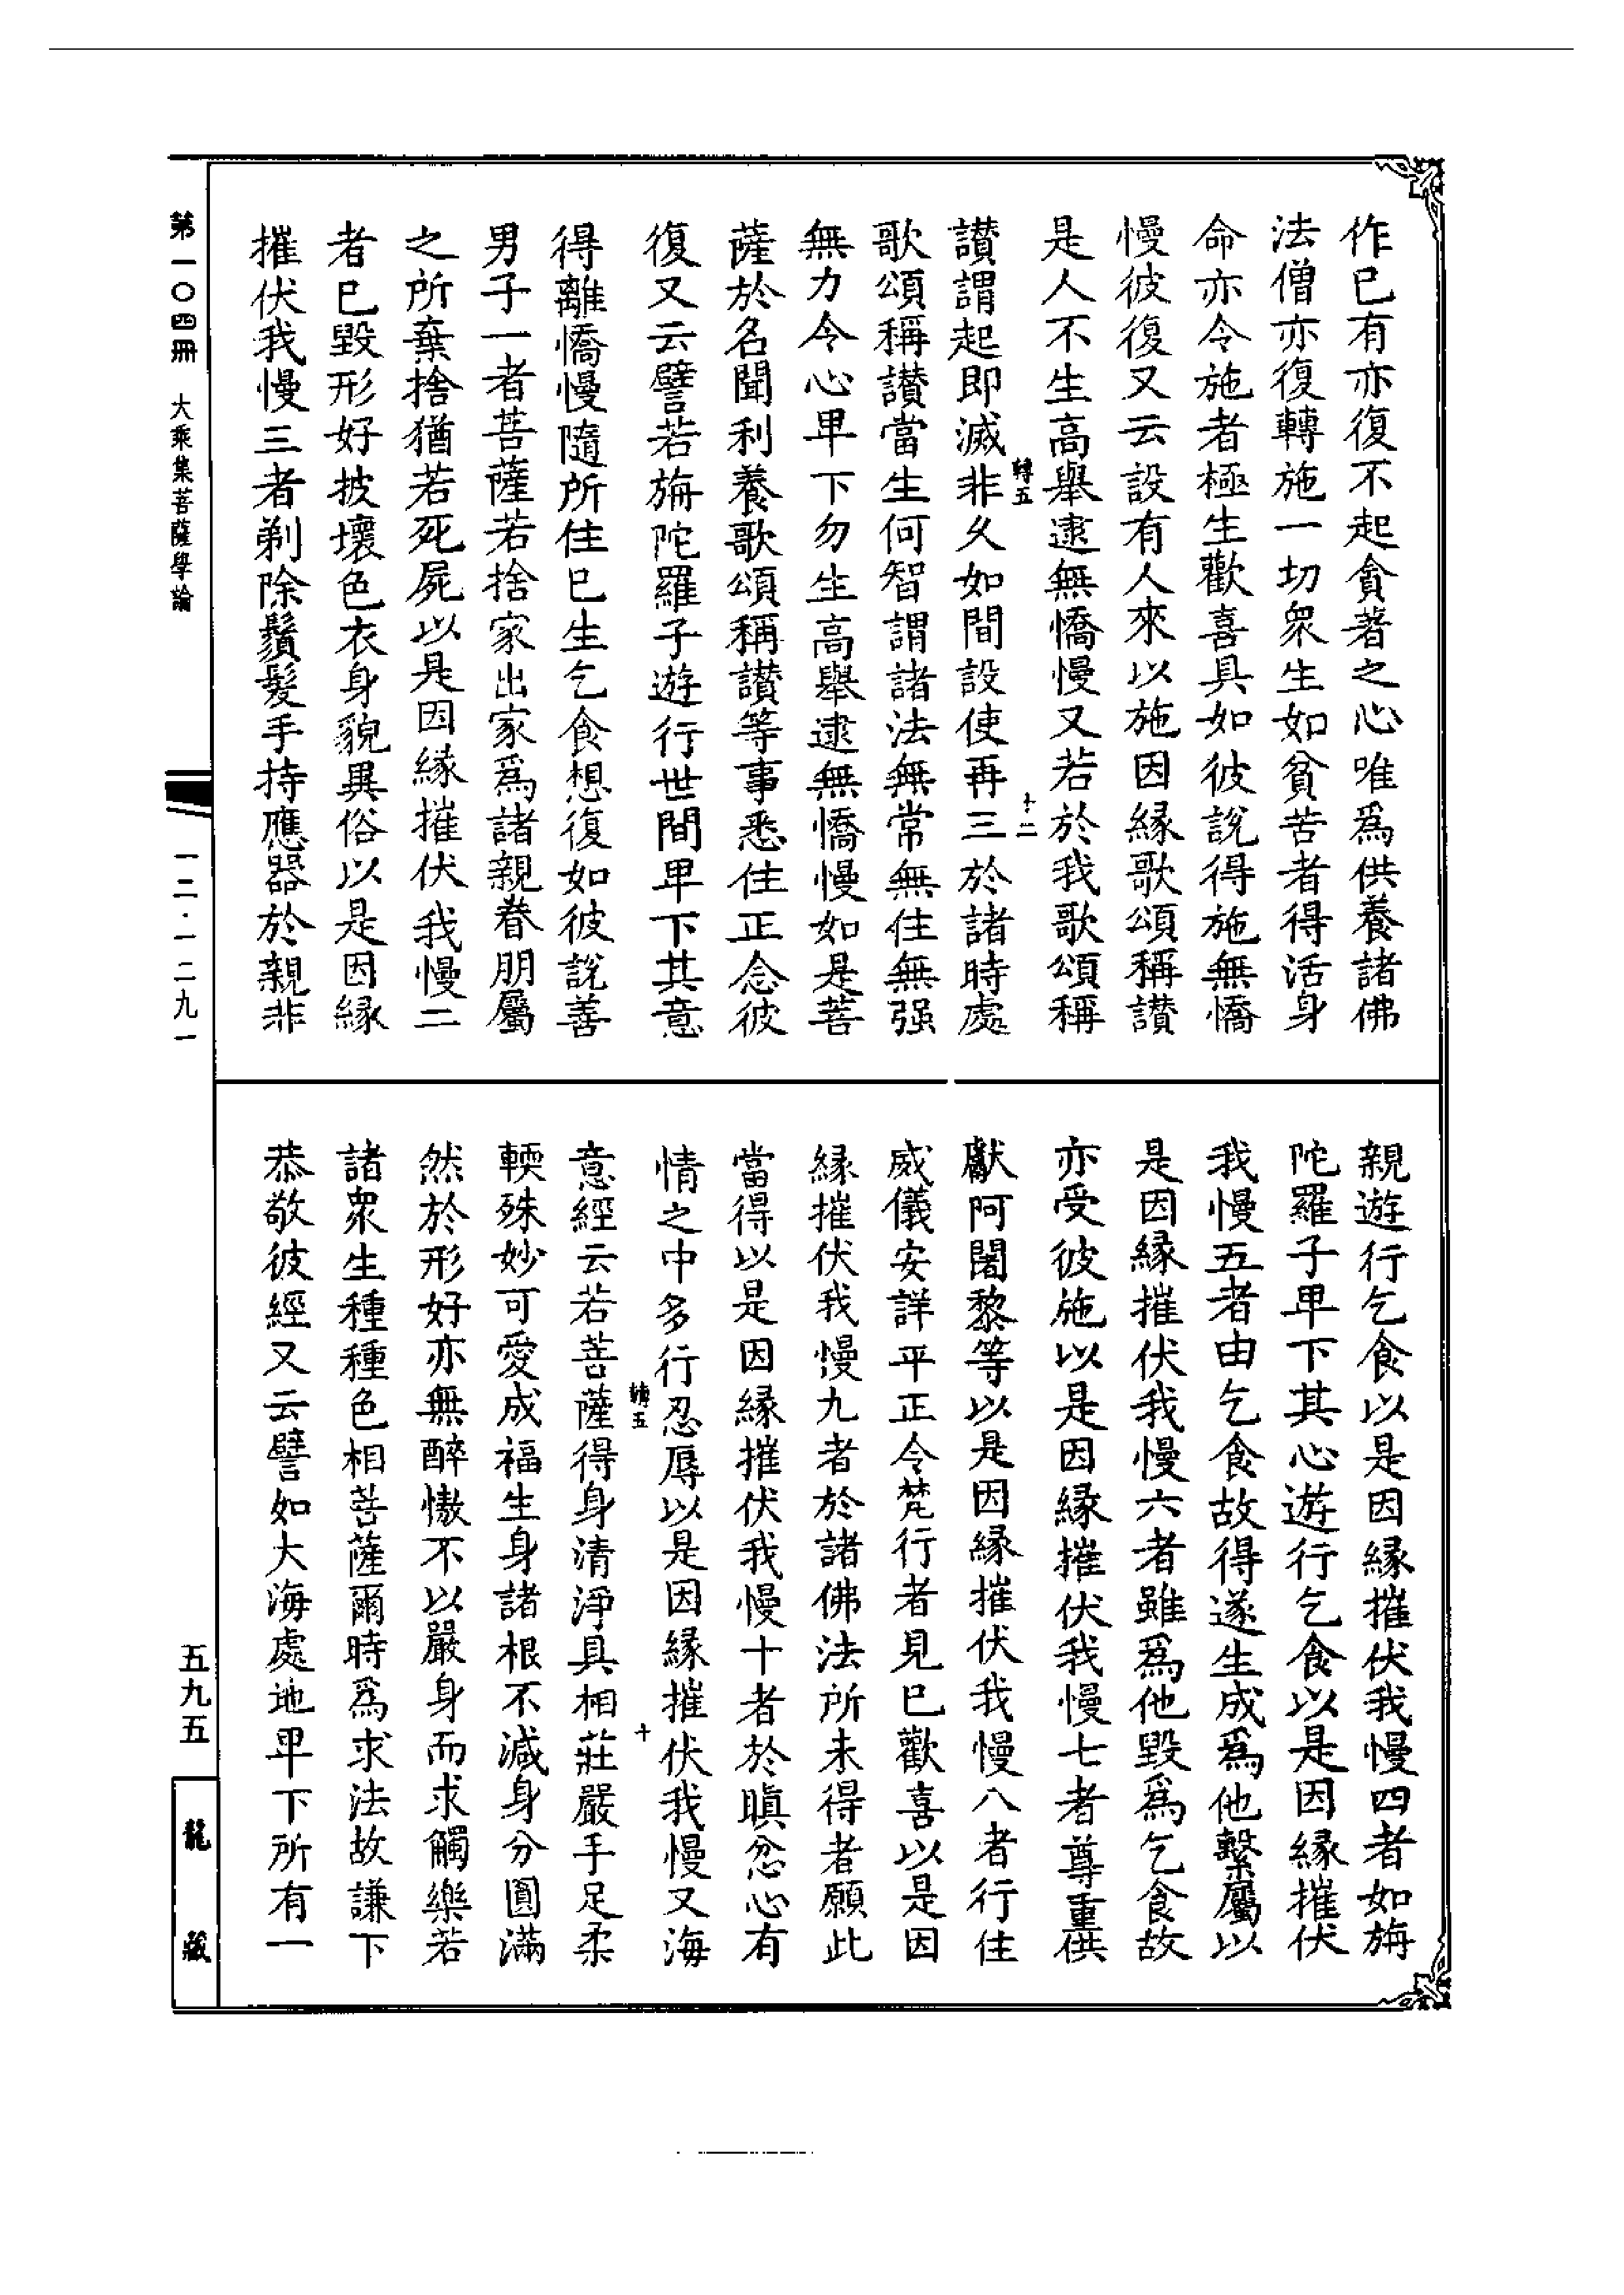 作巳有亦復不起貪著之心唯爲供養諸佛
法僧亦復轉施一切衆生如貧苦者得活身
命亦令施者極生歡喜具如彼說得施無憍
慢彼復又云設有人來以施因緣歌頌稱讃
是人不生高舉逮無憍慢又若於我歌頌稱
轉五
十二
讃謂起即滅非久如間設使再三於諸時處
歌頌稱讃當生何智謂諸法無常無住無强
無力令心卑下勿生高舉逮無憍慢如是菩
薩於名聞利養歌頌稱讃等事悉住正念彼
復又云譬若旃陀羅子遊行世間卑下其意
得離憍慢隨所住巳生乞食想復如彼說善
男子一者菩薩若捨家出家爲諸親眷朋屬
之所棄捨猶若死屍以是因緣摧伏我慢二
者巳毀形好披壞色衣身貌異俗以是因緣
摧伏我慢三者剃除鬚髮手持應器於親非
第一〇四冊 大乘集菩薩學論
一二·一二九一
親遊行乞食以是因緣摧伏我慢四者如旃
陀羅子卑下其心遊行乞食以是因緣摧伏
我慢五者由乞食故得遂生成爲他繫屬以
是因緣摧伏我慢六者雖爲他毀爲乞食故
亦受彼施以是因緣摧伏我慢七者尊重供
獻阿闍黎等以是因緣摧伏我慢八者行住
威儀安詳平正令梵行者見巳歡喜以是因
緣摧伏我慢九者於諸佛法所未得者願此
當得以是因緣摧伏我慢十者於瞋忿心有
情之中多行忍辱以是因緣摧伏我慢又海
轉五
十
意經云若菩薩得身清淨具相莊嚴手足柔
輭殊妙可愛成福生身諸根不減身分圓滿
然於形好亦無醉慠不以嚴身而求觸樂若
諸衆生種種色相菩薩爾時爲求法故謙下
恭敬彼經又云譬如大海處地卑下所有一
五九五
龍藏